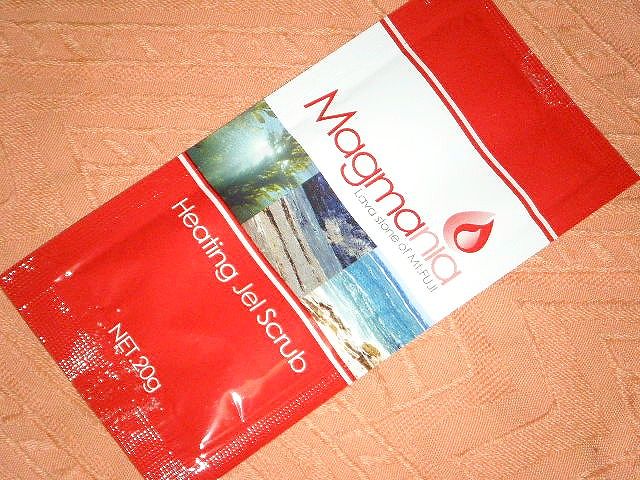 Magmania
Lava stone of Mt.FUJI
Heating Jel Scrub
NET 20g